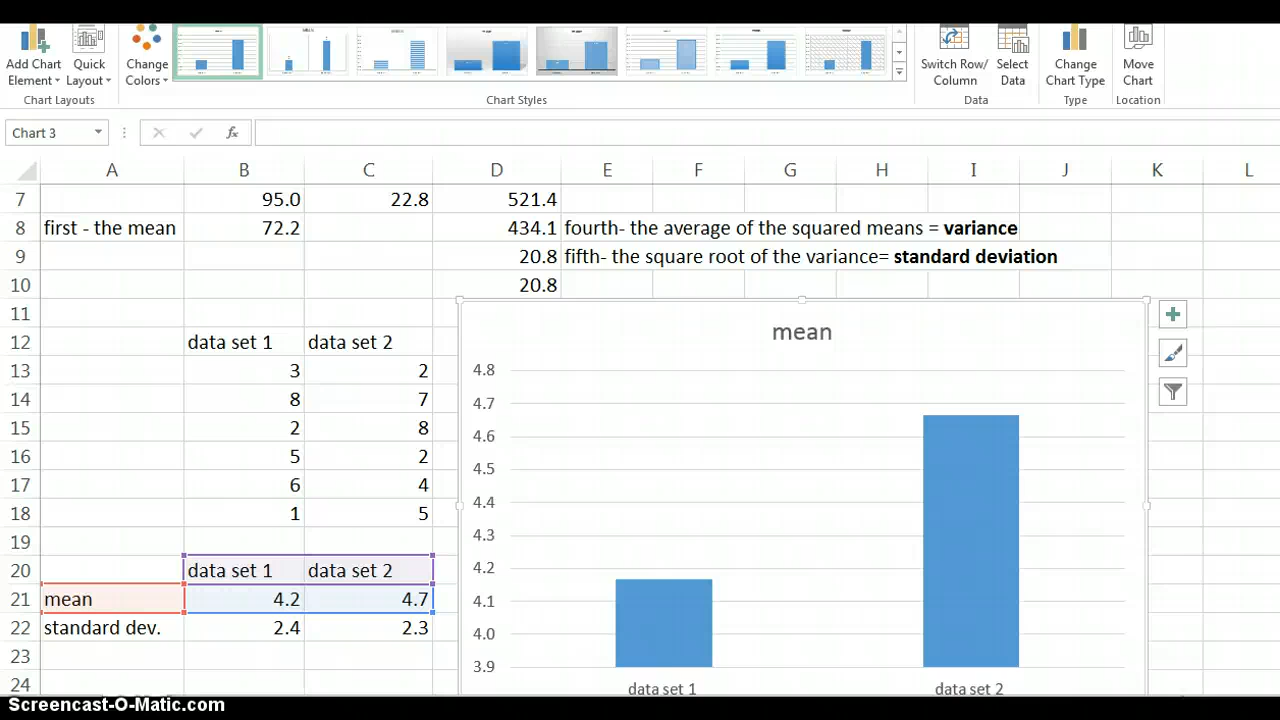 Add Chart Element
Quick Layout
Change Colors
Switch Row/ Column
Select Data
Change Chart Type
Move Chart
Chart Layouts
Chart Styles
Data
Type
Location
Chart 3
fx
A B C D E F G H I J K L
7 95.0 22.8 521.4
8 first - the mean 72.2 434.1 fourth- the average of the squared means = variance
9 20.8 fifth- the square root of the variance= standard deviation
10 20.8
11
12 data set 1 data set 2
13 3 2
14 8 7
15 2 8
16 5 2
17 6 4
18 1 5
19
20 data set 1 data set 2
21 mean 4.2 4.7
22 standard dev. 2.4 2.3
23
24
mean
4.8
4.7
4.6
4.5
4.4
4.3
4.2
4.1
4.0
3.9
data set 1 data set 2
Screencast-O-Matic.com